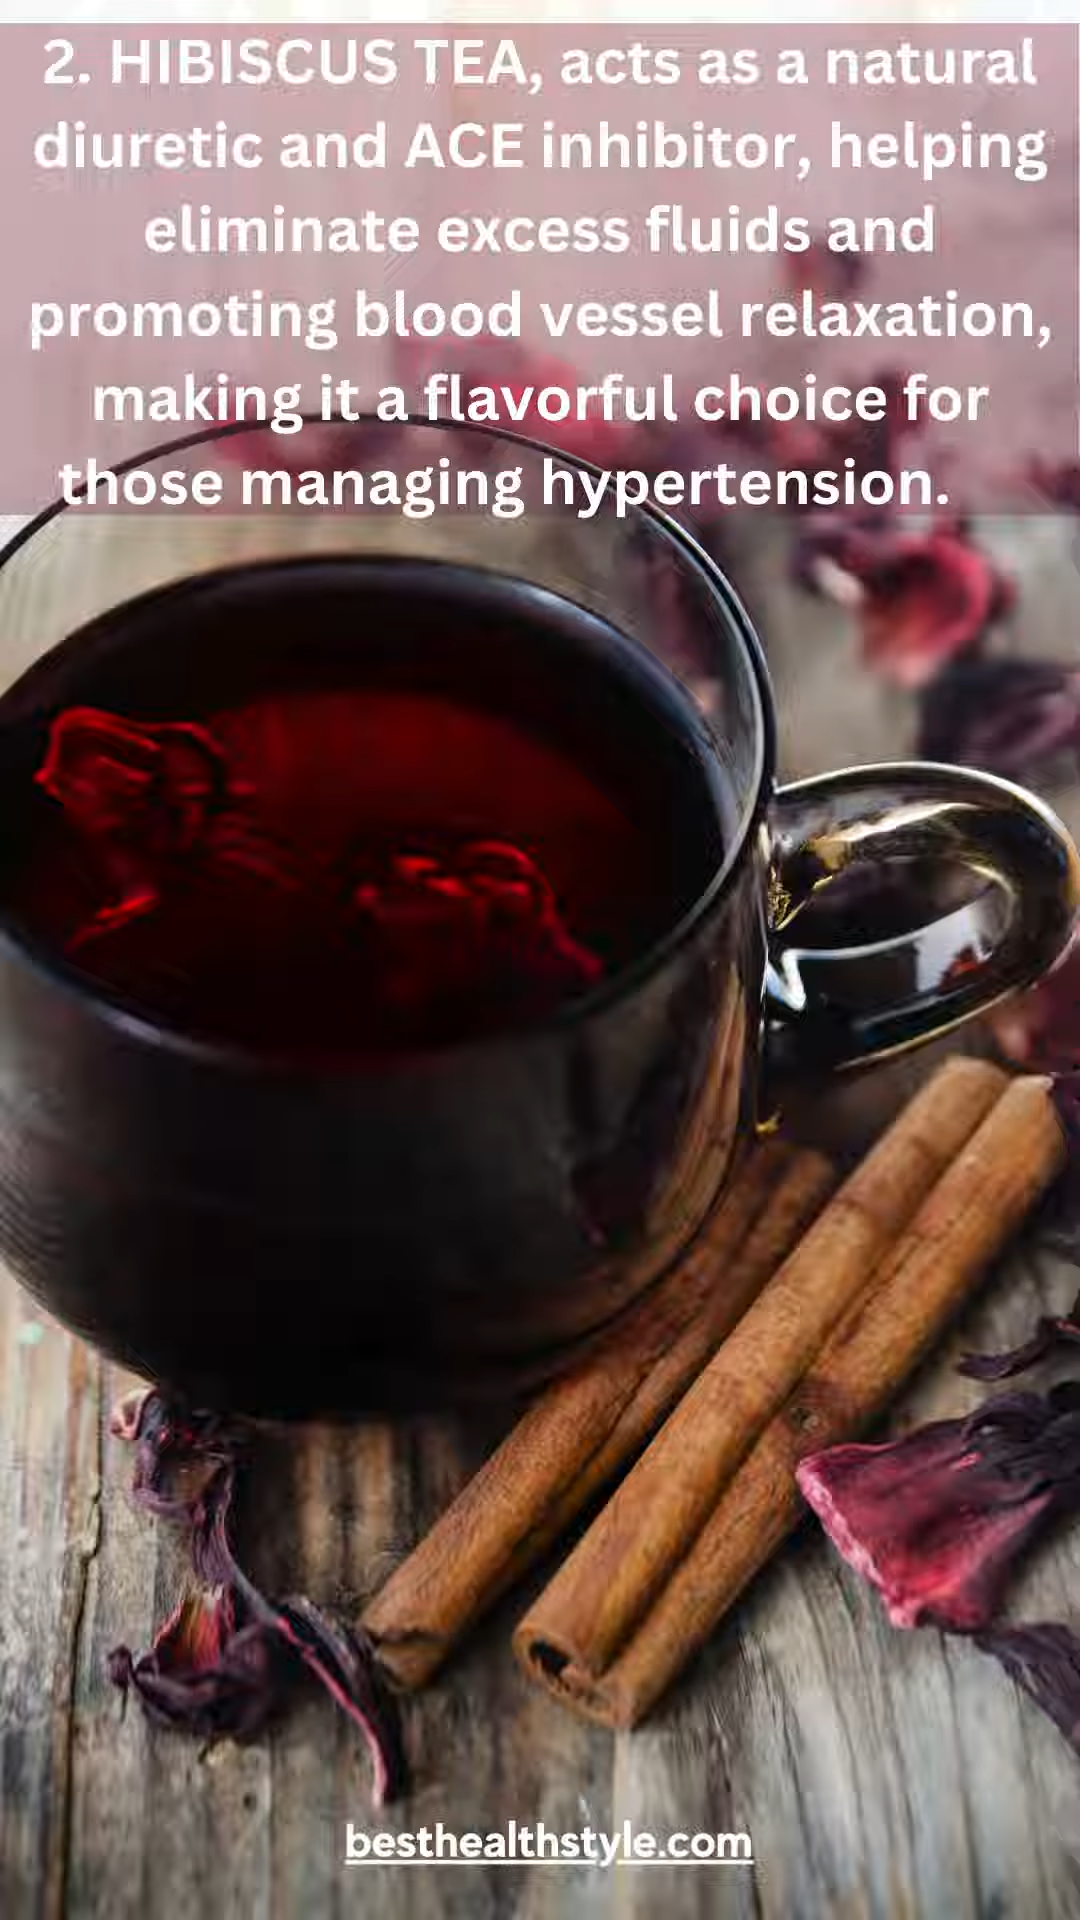 2. HIBISCUS TEA, acts as a natural
diuretic and ACE inhibitor, helping
eliminate excess fluids and
promoting blood vessel relaxation,
making it a flavorful choice for
those managing hypertension.
besthealthstyle.com